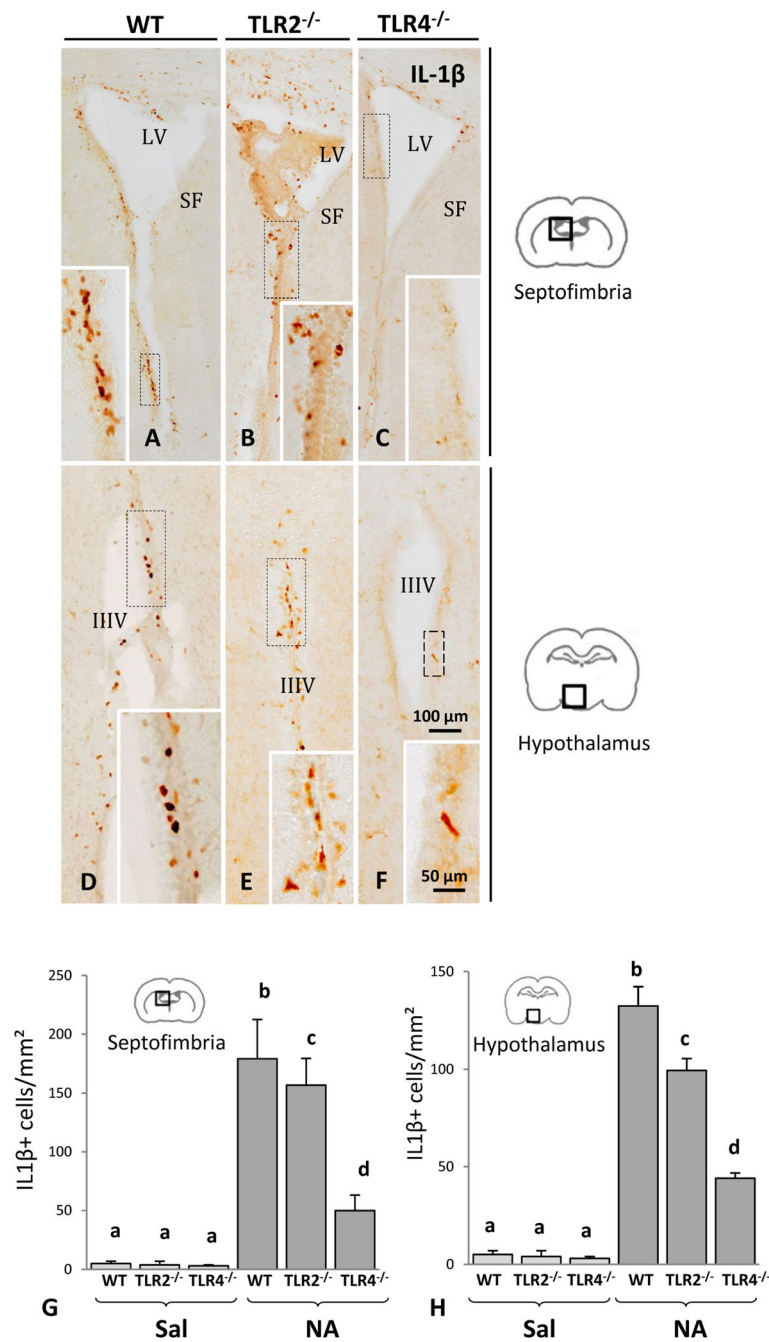 WT TLR2⁻/⁻ TLR4⁻/⁻
IL-1β
LV LV LV
SF SF SF
Septofimbria
A B C
IIIV IIIV IIIV
100 µm
Hypothalamus
50 µm
D E F
250
200
150
100
50
0
IL1β+ cells/mm²
Septofimbria
a a a b c d
WT TLR2⁻/⁻ TLR4⁻/⁻ WT TLR2⁻/⁻ TLR4⁻/⁻
G
Sal NA
150
100
50
0
IL1β+ cells/mm²
Hypothalamus
a a a b c d
WT TLR2⁻/⁻ TLR4⁻/⁻ WT TLR2⁻/⁻ TLR4⁻/⁻
H
Sal NA